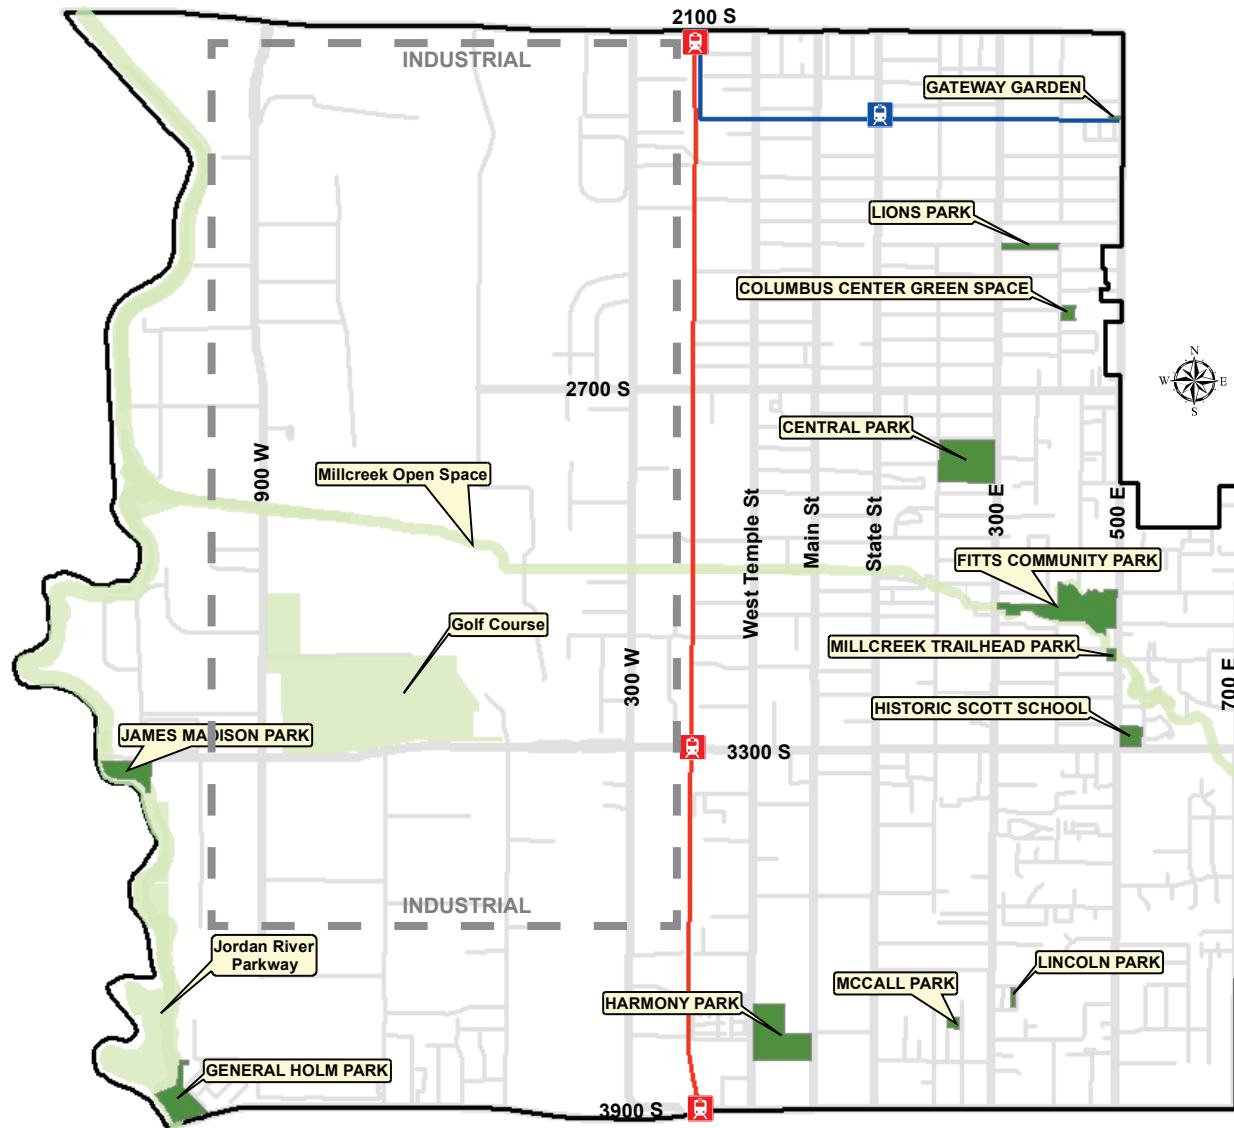 2100 S
INDUSTRIAL
GATEWAY GARDEN
LIONS PARK
COLUMBUS CENTER GREEN SPACE
N
W
E
S
2700 S
CENTRAL PARK
900 W
Millcreek Open Space
West Temple St
Main St
State St
300 E
500 E
FITTS COMMUNITY PARK
Golf Course
MILLCREEK TRAILHEAD PARK
300 W
700 E
HISTORIC SCOTT SCHOOL
JAMES MADISON PARK
3300 S
INDUSTRIAL
Jordan River
Parkway
LINCOLN PARK
MCCALL PARK
HARMONY PARK
GENERAL HOLM PARK
3900 S